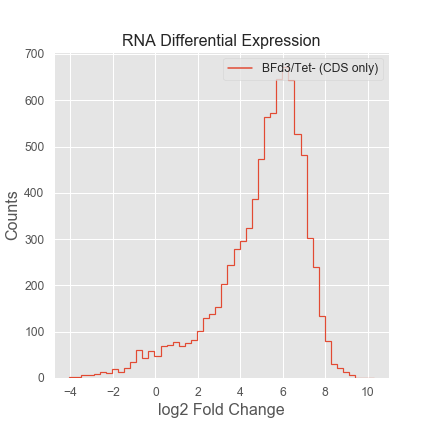 RNA Differential Expression
BFd3/Tet- (CDS only)
700
600
500
400
300
200
100
0
Counts
−4 −2 0 2 4 6 8 10
log2 Fold Change